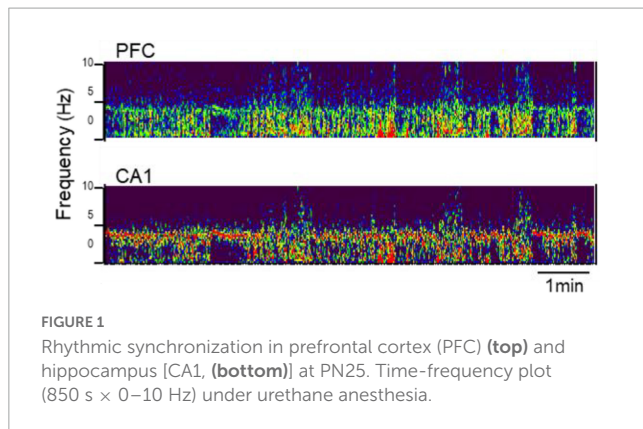 PFC
10
5
0
Frequency (Hz)
CA1
10
5
0
1min
FIGURE 1
Rhythmic synchronization in prefrontal cortex (PFC) (top) and
hippocampus [CA1, (bottom)] at PN25. Time-frequency plot
(850 s × 0–10 Hz) under urethane anesthesia.